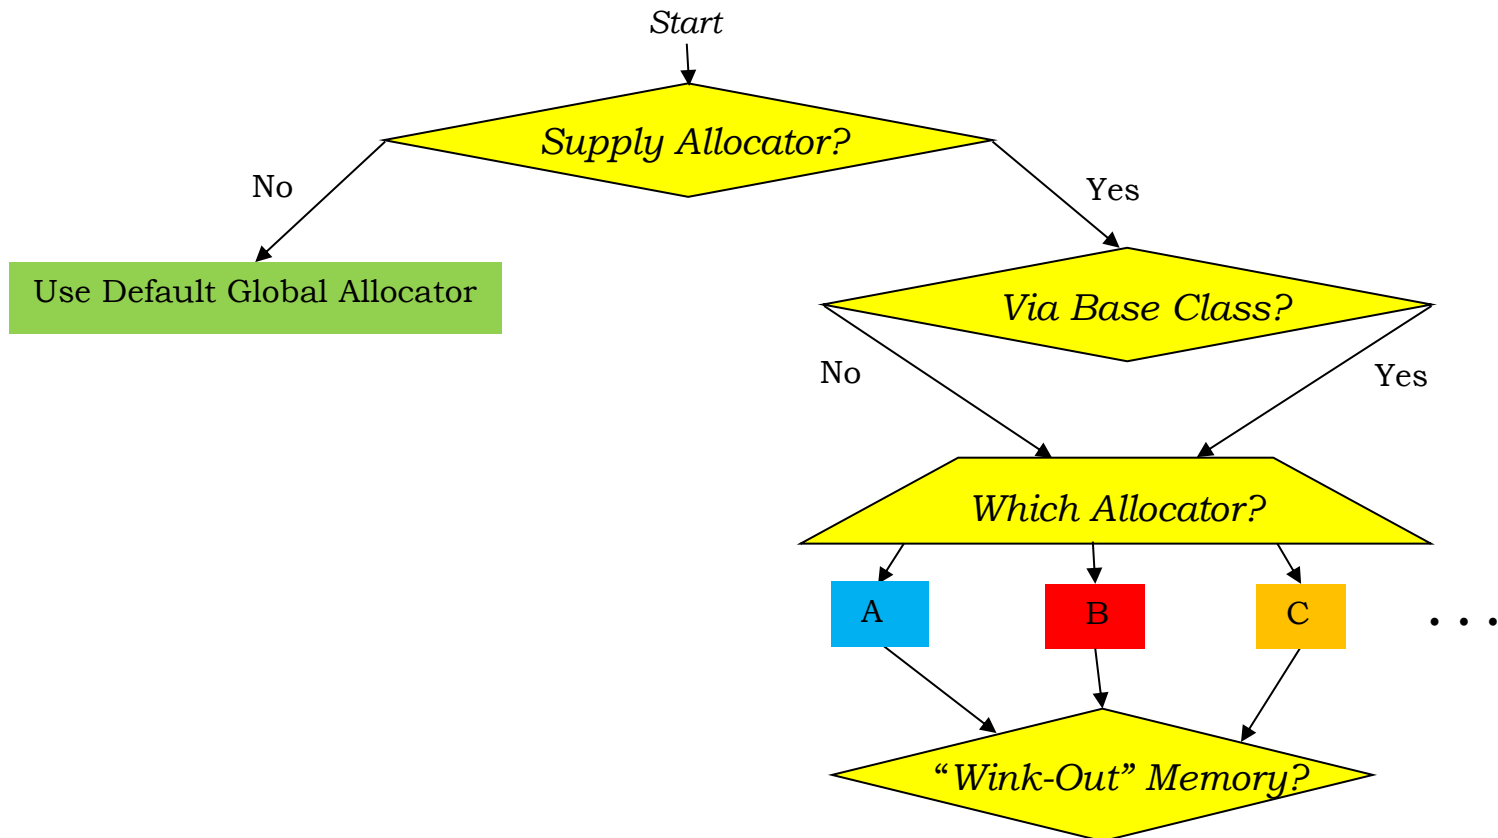 Start
Supply Allocator?
No
Yes
Use Default Global Allocator
Via Base Class?
No
Yes
Which Allocator?
A
B
C
. . .
“Wink-Out” Memory?